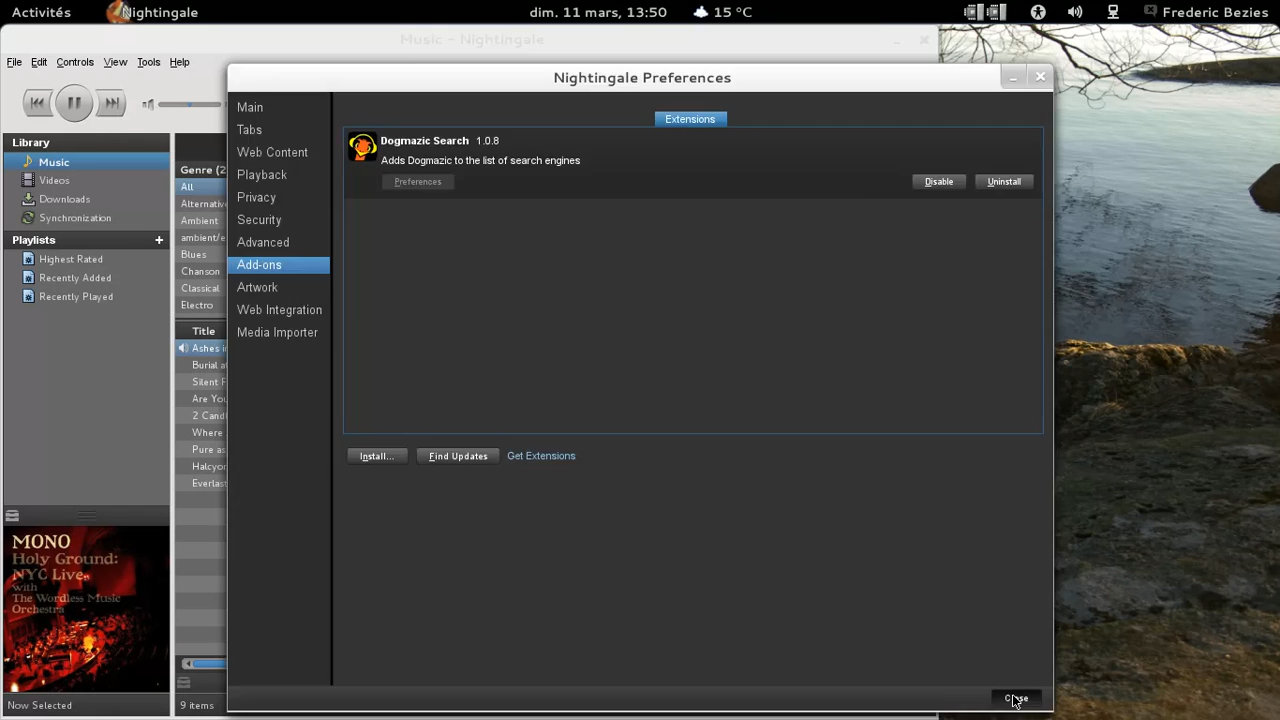 Activités
Nightingale
dim. 11 mars, 13:50
15 °C
Frederic Bezies
Music - Nightingale
File Edit Controls View Tools Help
Nightingale Preferences
Library
Music
Videos
Downloads
Synchronization
Playlists +
Highest Rated
Recently Added
Recently Played
Genre (2
All
Alternativ
Ambient
ambient/e
Blues
Chanson
Classical
Electro
Title
Ashes i
Burial a
Silent F
Are You
2 Candl
Where
Pure as
Halcyo
Everlast
MONO
Holy Ground:
NYC Live
with
The Wordless Music
Orchestra
Now Selected
9 items
Main
Tabs
Web Content
Playback
Privacy
Security
Advanced
Add-ons
Artwork
Web Integration
Media Importer
Extensions
Dogmazic Search 1.0.8
Adds Dogmazic to the list of search engines
Preferences
Disable
Uninstall
Install...
Find Updates
Get Extensions
Close